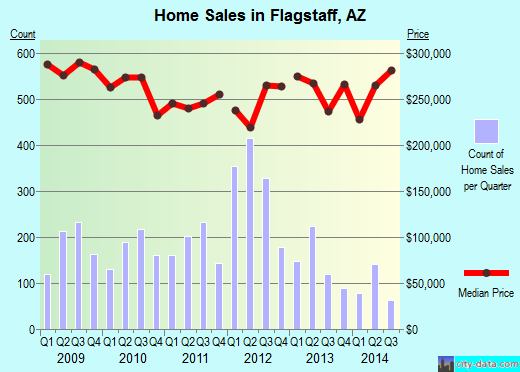 Home Sales in Flagstaff, AZ
Count Price
600 $300,000
500 $250,000
400 $200,000
300 $150,000
200 $100,000
100 $50,000
0 $0
Count of
Home Sales
per Quarter
Median Price
Q1 Q2 Q3 Q4 Q1 Q2 Q3 Q4 Q1 Q2 Q3 Q4 Q1 Q2 Q3 Q4 Q1 Q2 Q3 Q4 Q1 Q2 Q3
2009 2010 2011 2012 2013 2014
city-data.com